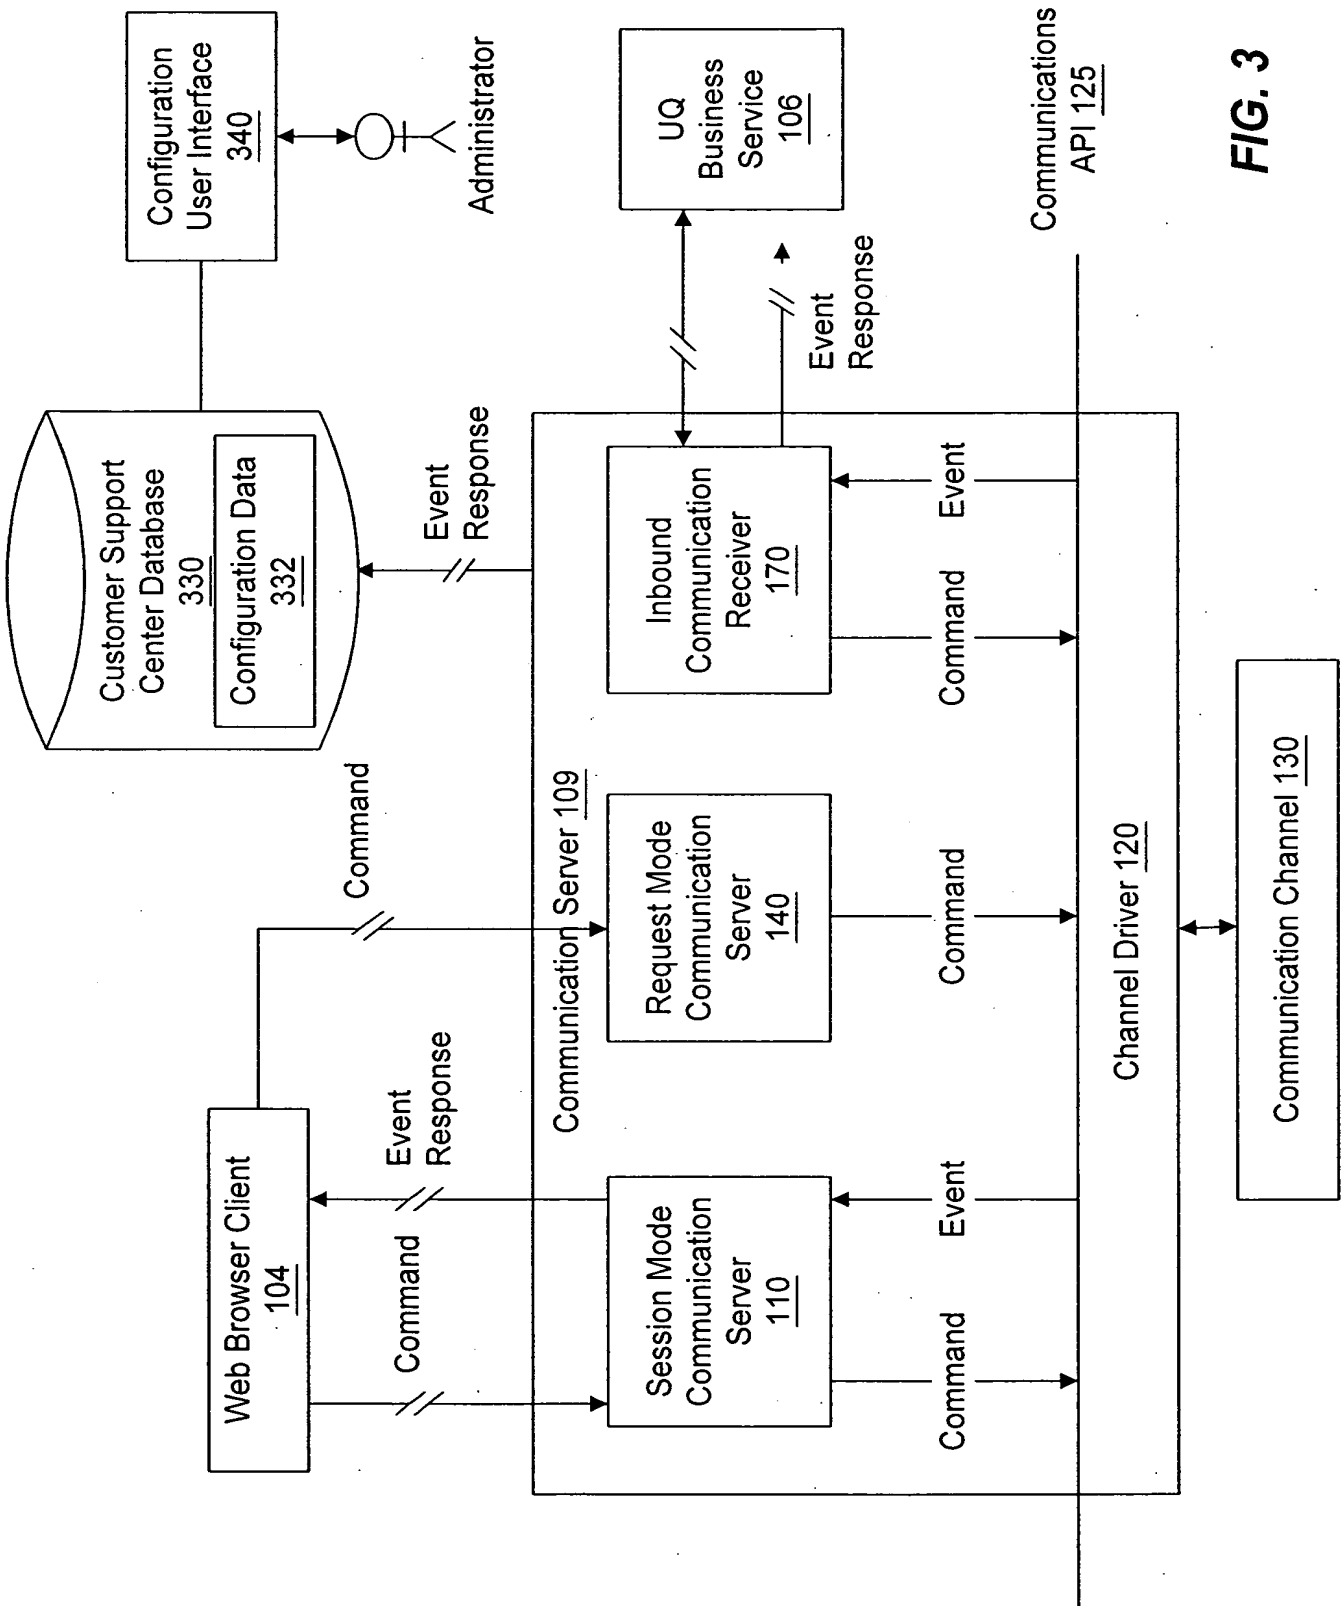 Web Browser Client
104
Command
Event
Response
Command
Customer Support
Center Database
330
Configuration Data
332
Configuration
User Interface
340
Administrator
Event
Response
Communication Server 109
Session Mode
Communication
Server
110
Request Mode
Communication
Server
140
Inbound
Communication
Receiver
170
UQ
Business
Service
106
Event
Response
Command
Event
Command
Command
Event
Communications
API 125
Channel Driver 120
Communication Channel 130
FIG. 3